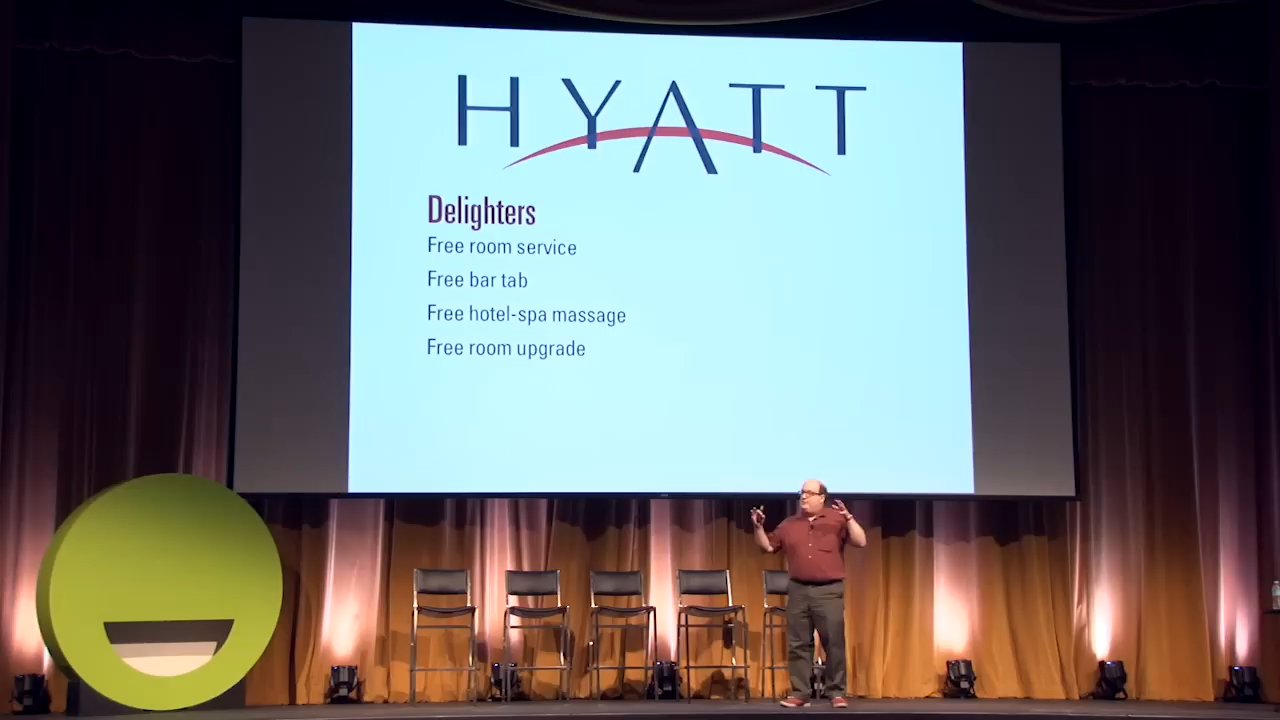 HYATT
Delighters
Free room service
Free bar tab
Free hotel-spa massage
Free room upgrade